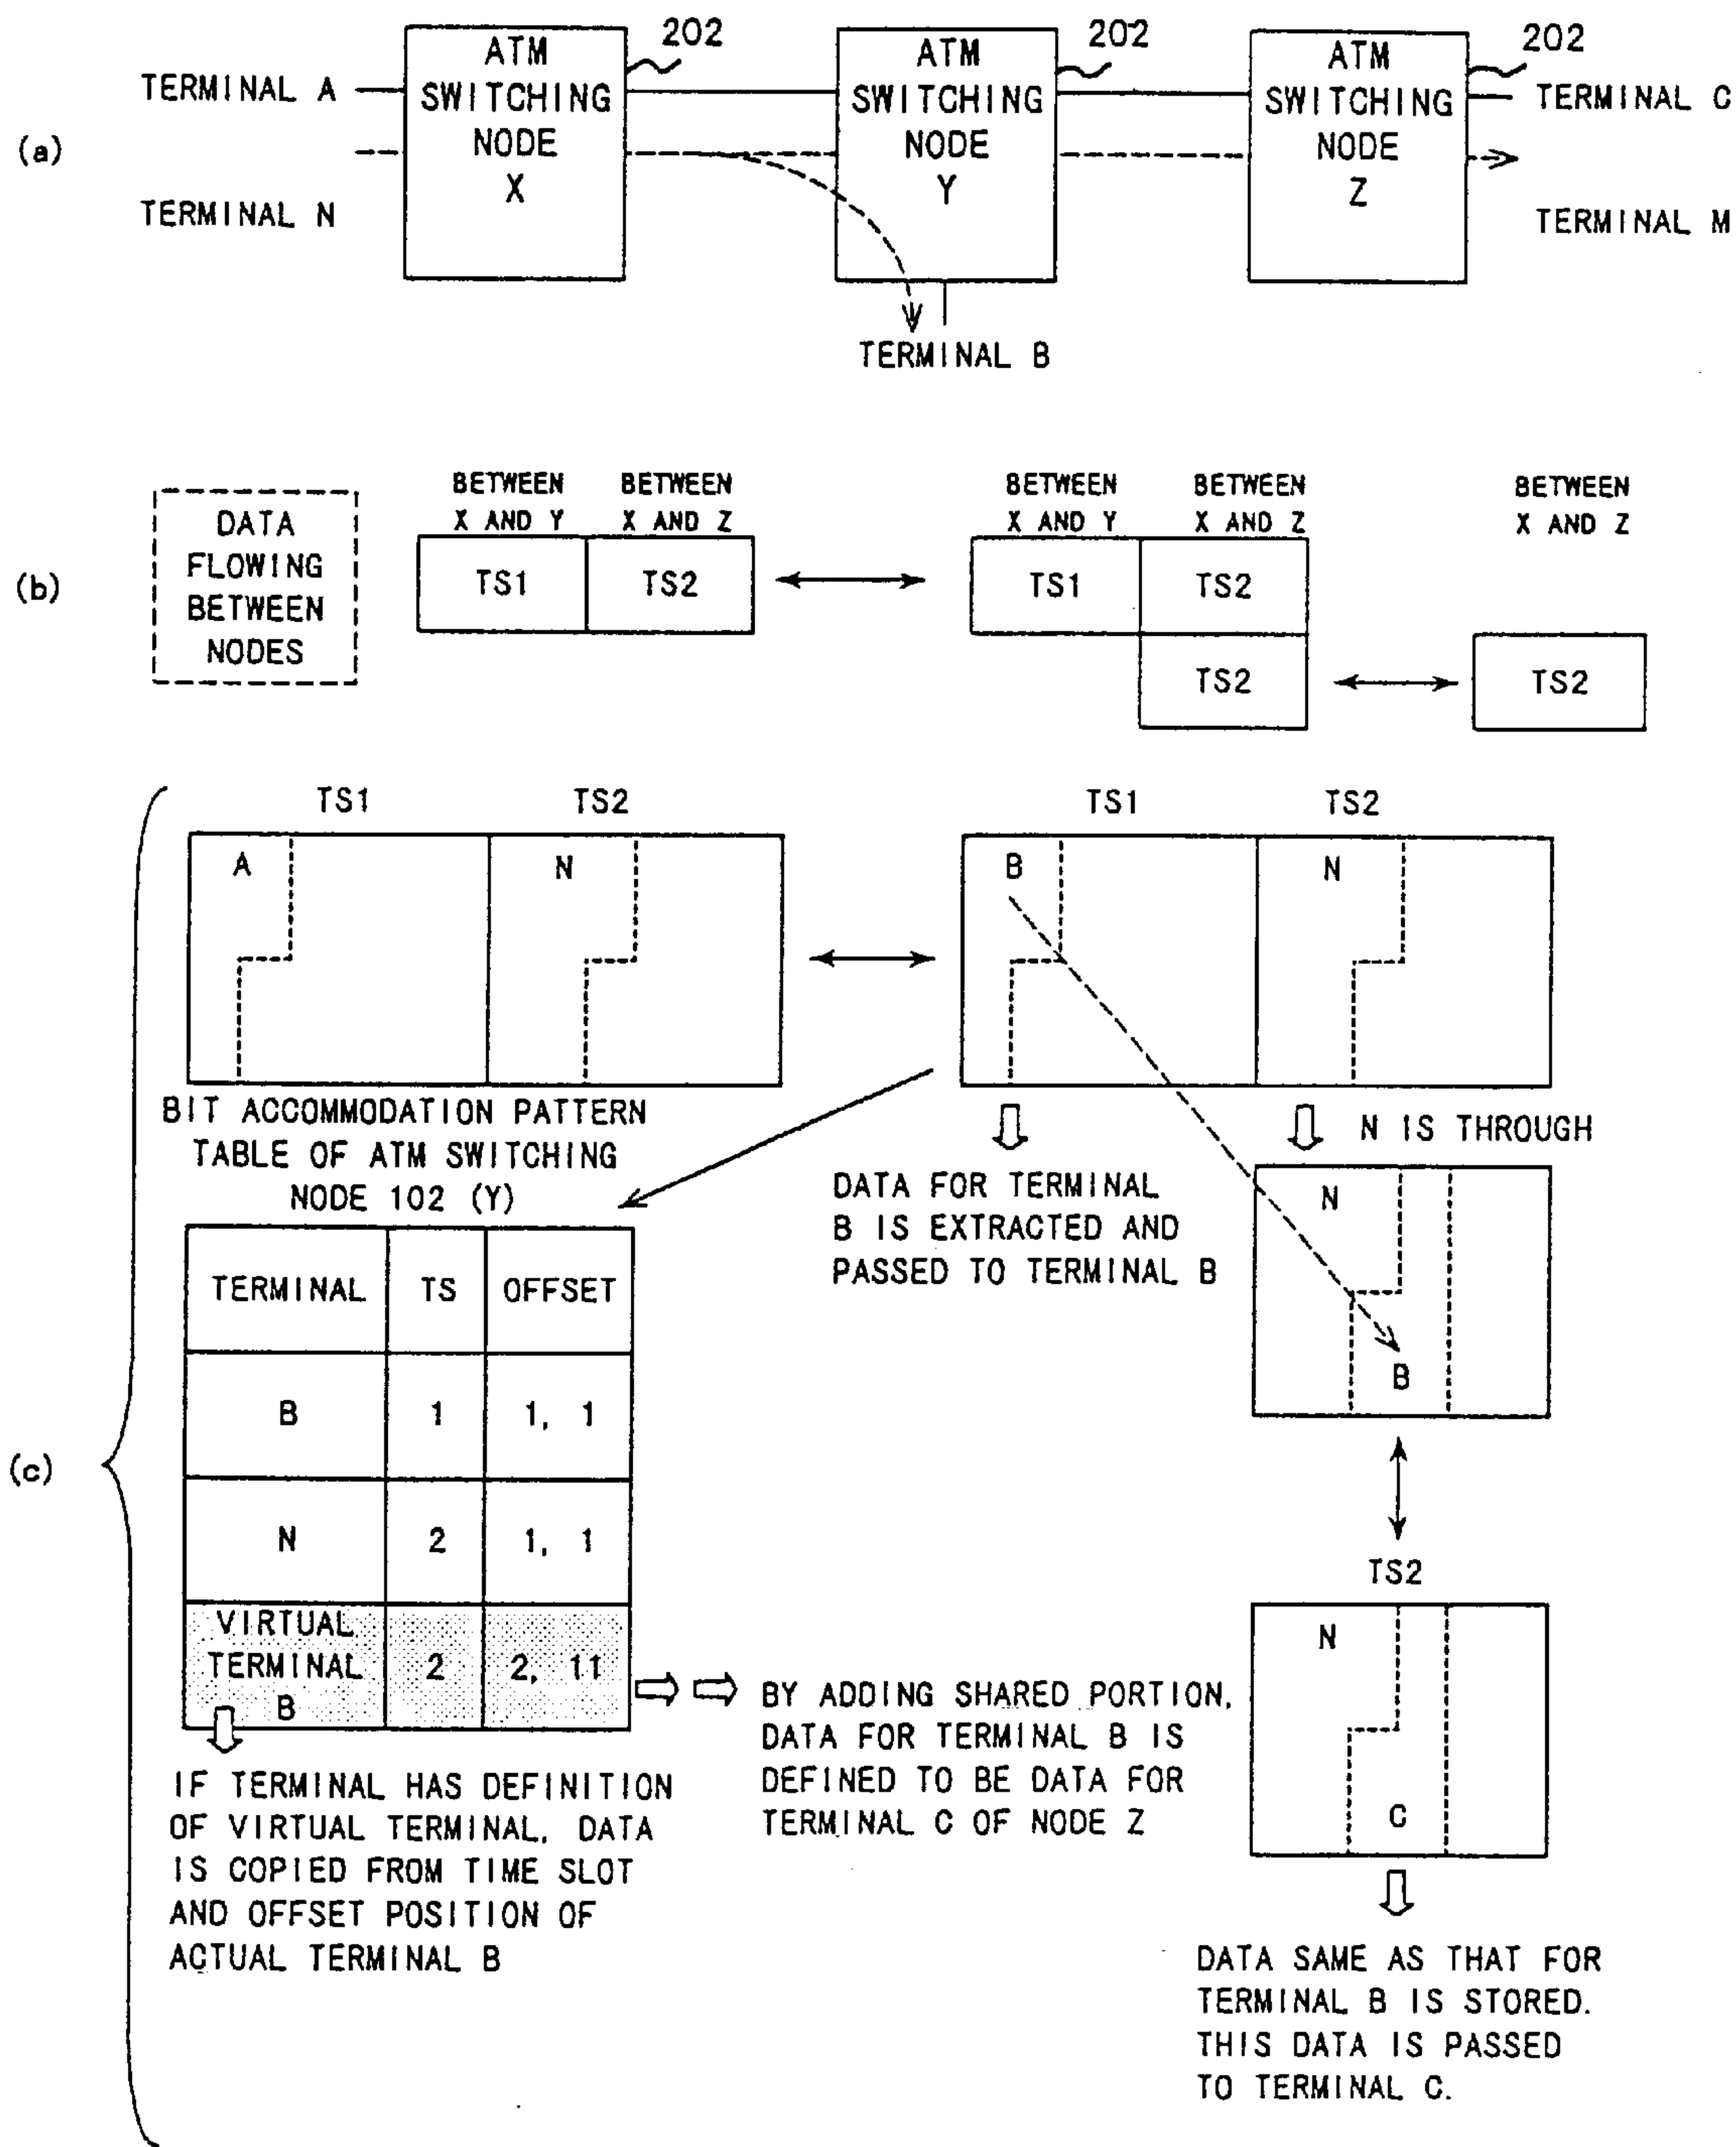 (a)
TERMINAL A
TERMINAL N
ATM
SWITCHING
NODE
X
202
ATM
SWITCHING
NODE
Y
202
ATM
SWITCHING
NODE
Z
202
TERMINAL C
TERMINAL M
TERMINAL B
(b)
DATA
FLOWING
BETWEEN
NODES
BETWEEN
X AND Y
BETWEEN
X AND Z
TS1
TS2
BETWEEN
X AND Y
BETWEEN
X AND Z
TS1
TS2
TS2
BETWEEN
X AND Z
TS2
(c)
TS1
TS2
A
N
TS1
TS2
B
N
BIT ACCOMMODATION PATTERN
TABLE OF ATM SWITCHING
NODE 102 (Y)
TERMINAL TS OFFSET
B 1 1, 1
N 2 1, 1
VIRTUAL
TERMINAL 2 2, 11
B
IF TERMINAL HAS DEFINITION
OF VIRTUAL TERMINAL, DATA
IS COPIED FROM TIME SLOT
AND OFFSET POSITION OF
ACTUAL TERMINAL B
DATA FOR TERMINAL
B IS EXTRACTED AND
PASSED TO TERMINAL B
N IS THROUGH
N
B
BY ADDING SHARED PORTION,
DATA FOR TERMINAL B IS
DEFINED TO BE DATA FOR
TERMINAL C OF NODE Z
TS2
N
C
DATA SAME AS THAT FOR
TERMINAL B IS STORED.
THIS DATA IS PASSED
TO TERMINAL C.